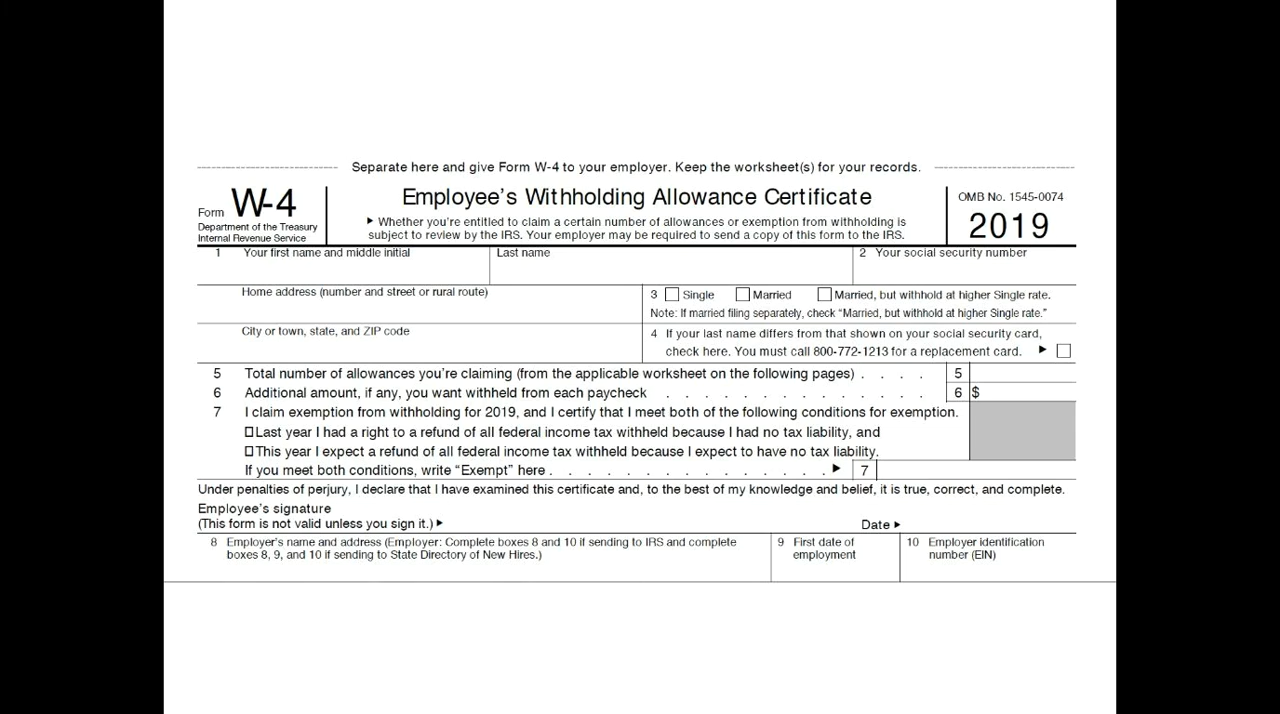 Separate here and give Form W-4 to your employer. Keep the worksheet(s) for your records.
Form W-4
Department of the Treasury
Internal Revenue Service
Employee's Withholding Allowance Certificate
▶ Whether you're entitled to claim a certain number of allowances or exemption from withholding is
subject to review by the IRS. Your employer may be required to send a copy of this form to the IRS.
OMB No. 1545-0074
2019
1 Your first name and middle initial
Last name
2 Your social security number
Home address (number and street or rural route)
3 Single Married Married, but withhold at higher Single rate.
Note: If married filing separately, check "Married, but withhold at higher Single rate."
City or town, state, and ZIP code
4 If your last name differs from that shown on your social security card,
check here. You must call 800-772-1213 for a replacement card. ▶
5 Total number of allowances you're claiming (from the applicable worksheet on the following pages) . . . . 5
6 Additional amount, if any, you want withheld from each paycheck . . . . . . . . . . . . . . 6 $
7 I claim exemption from withholding for 2019, and I certify that I meet both of the following conditions for exemption.
Last year I had a right to a refund of all federal income tax withheld because I had no tax liability, and
This year I expect a refund of all federal income tax withheld because I expect to have no tax liability.
If you meet both conditions, write "Exempt" here . . . . . . . . . . . . . . . ▶ 7
Under penalties of perjury, I declare that I have examined this certificate and, to the best of my knowledge and belief, it is true, correct, and complete.
Employee's signature
(This form is not valid unless you sign it.) ▶ Date ▶
8 Employer's name and address (Employer: Complete boxes 8 and 10 if sending to IRS and complete
boxes 8, 9, and 10 if sending to State Directory of New Hires.)
9 First date of
employment
10 Employer identification
number (EIN)